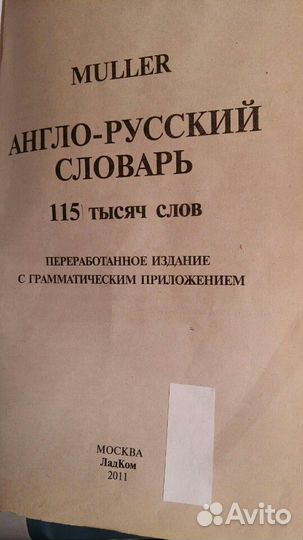 MULLER
АНГЛО-РУССКИЙ
СЛОВАРЬ
115 тысяч слов
ПЕРЕРАБОТАННОЕ ИЗДАНИЕ
С ГРАММАТИЧЕСКИМ ПРИЛОЖЕНИЕМ
МОСКВА
ЛадКом
2011
Avito